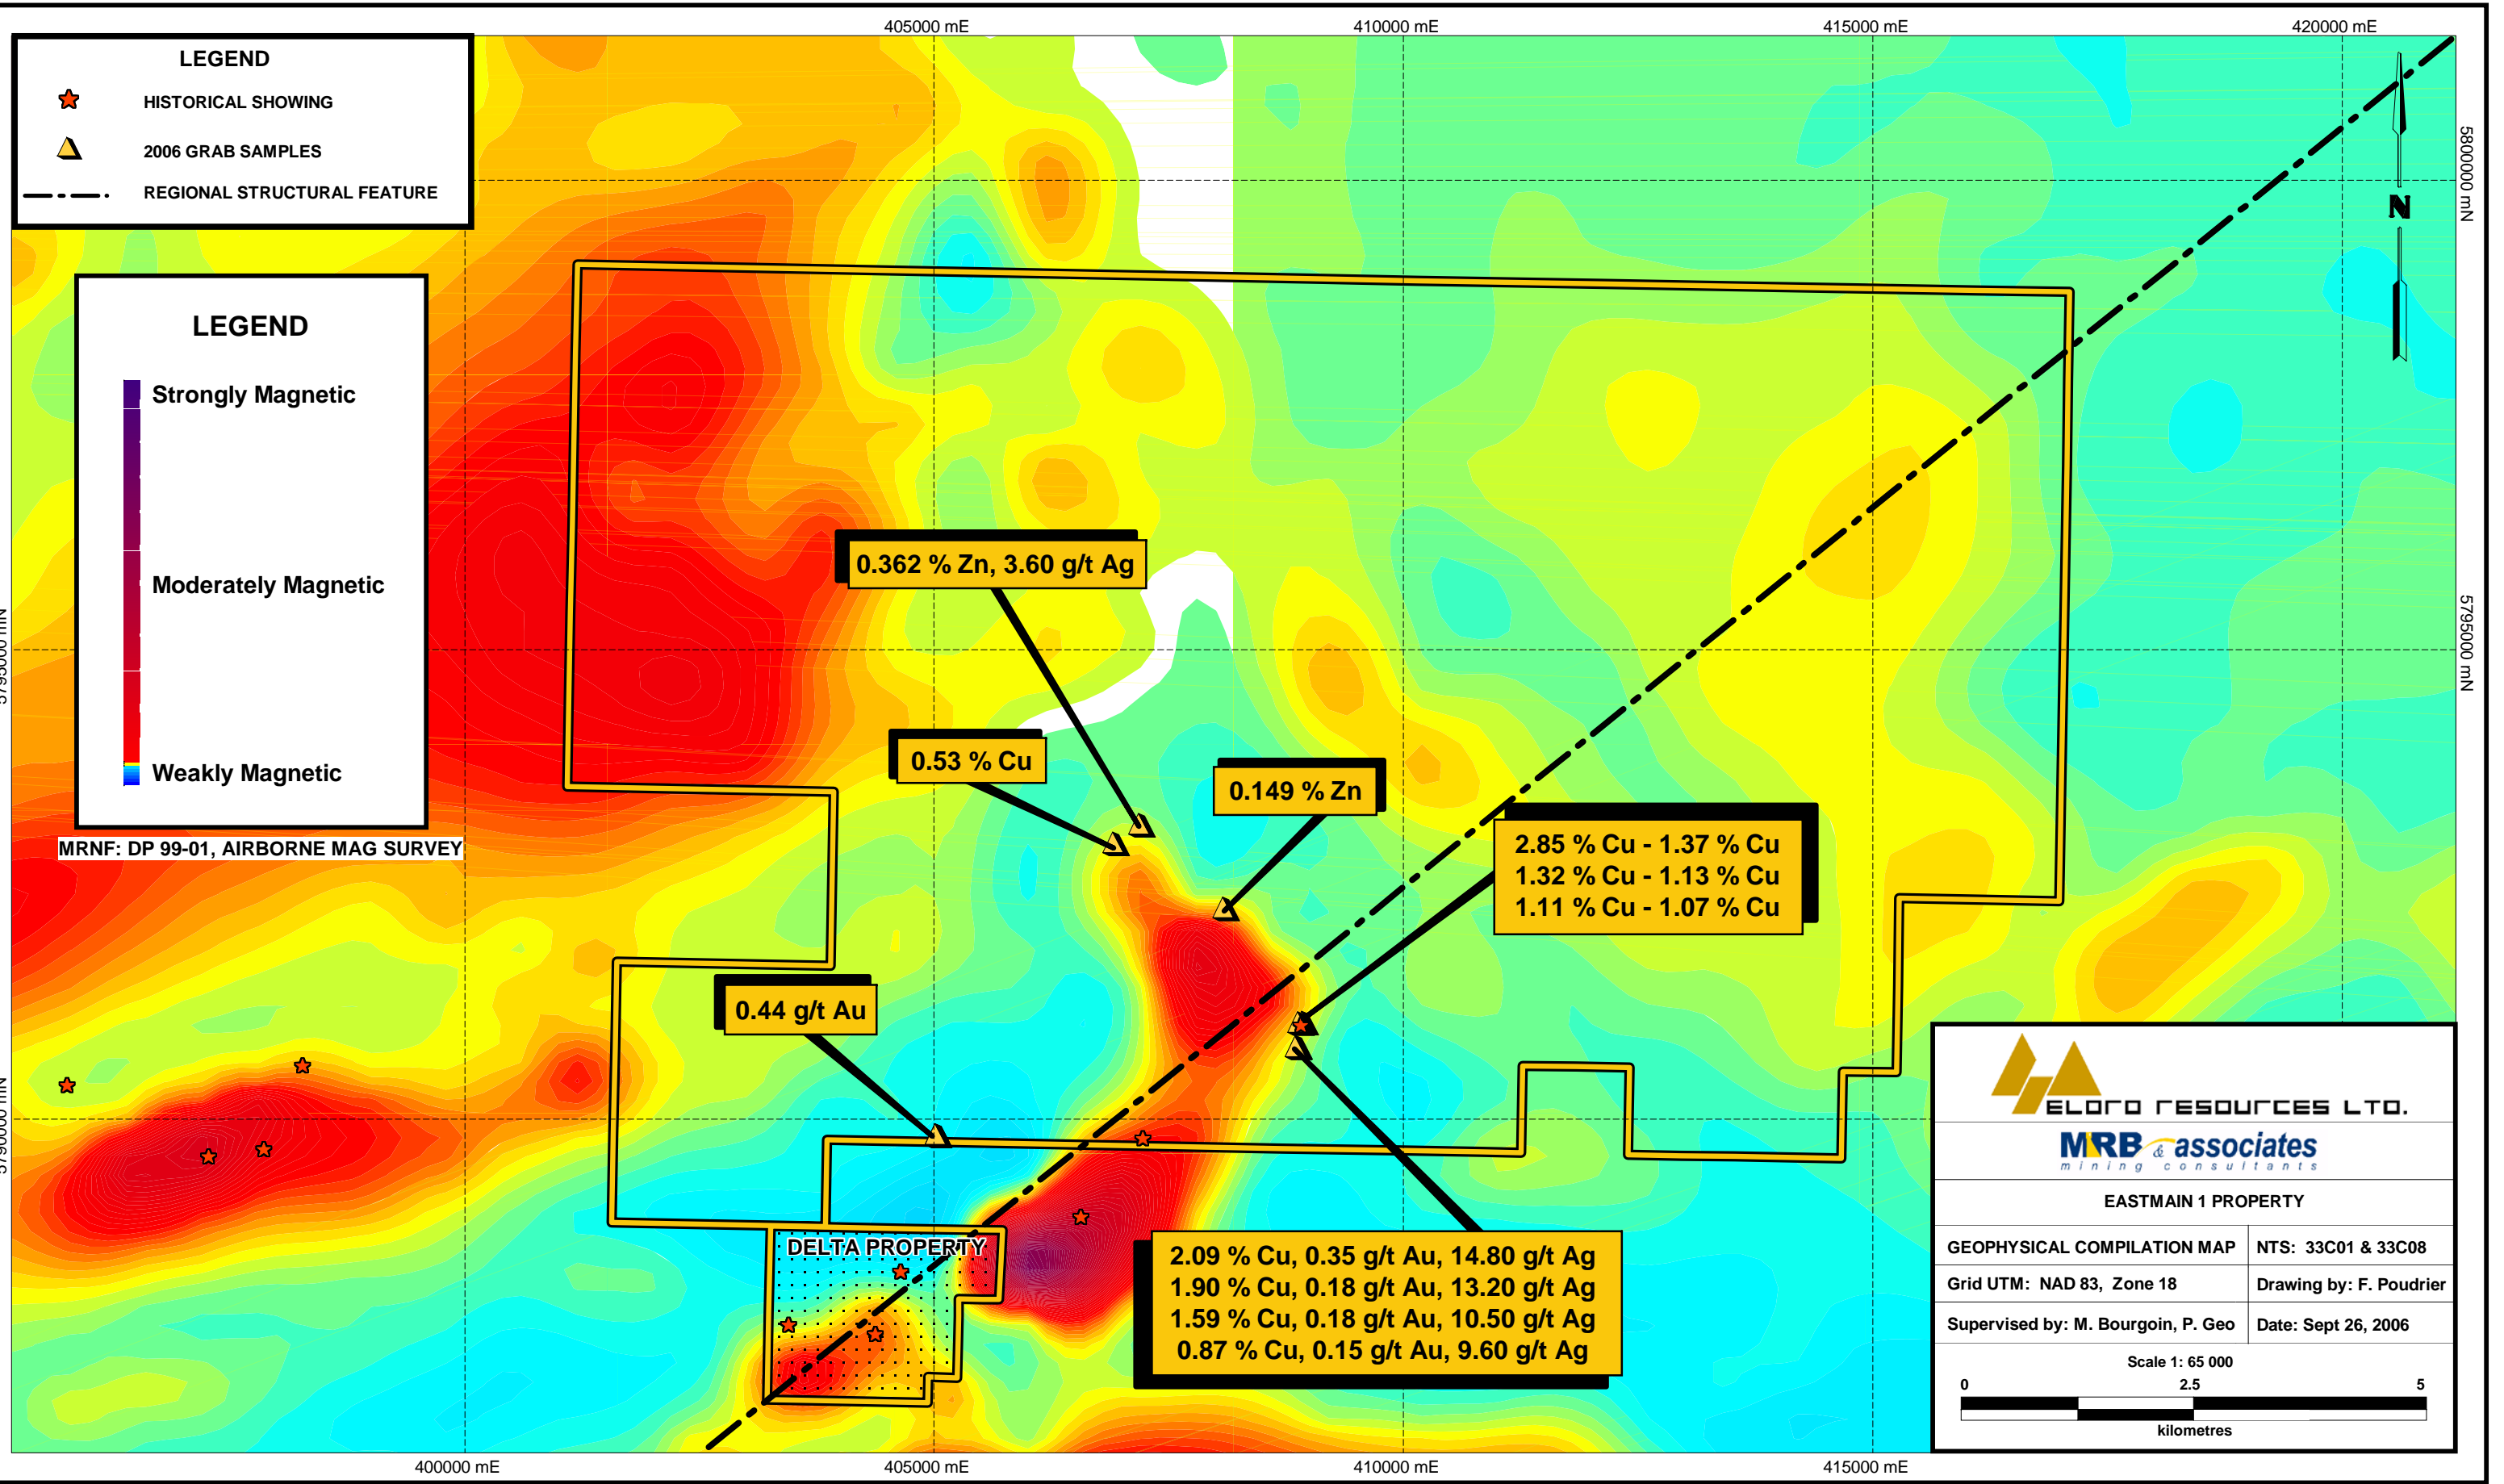 405000 mE
410000 mE
415000 mE
420000 mE
LEGEND
HISTORICAL SHOWING
2006 GRAB SAMPLES
REGIONAL STRUCTURAL FEATURE
5800000 mN
N
LEGEND
Strongly Magnetic
Moderately Magnetic
Weakly Magnetic
MRNF: DP 99-01, AIRBORNE MAG SURVEY
0.362 % Zn, 3.60 g/t Ag
5795000 mN
5795000 mN
0.53 % Cu
0.149 % Zn
2.85 % Cu - 1.37 % Cu
1.32 % Cu - 1.13 % Cu
1.11 % Cu - 1.07 % Cu
0.44 g/t Au
5790000 mN
DELTA PROPERTY
2.09 % Cu, 0.35 g/t Au, 14.80 g/t Ag
1.90 % Cu, 0.18 g/t Au, 13.20 g/t Ag
1.59 % Cu, 0.18 g/t Au, 10.50 g/t Ag
0.87 % Cu, 0.15 g/t Au, 9.60 g/t Ag
ELORO RESOURCES LTD.
MRB & associates
mining consultants
EASTMAIN 1 PROPERTY
GEOPHYSICAL COMPILATION MAP
NTS: 33C01 & 33C08
Grid UTM: NAD 83, Zone 18
Drawing by: F. Poudrier
Supervised by: M. Bourgoin, P. Geo
Date: Sept 26, 2006
Scale 1: 65 000
0 2.5 5
kilometres
400000 mE
405000 mE
410000 mE
415000 mE